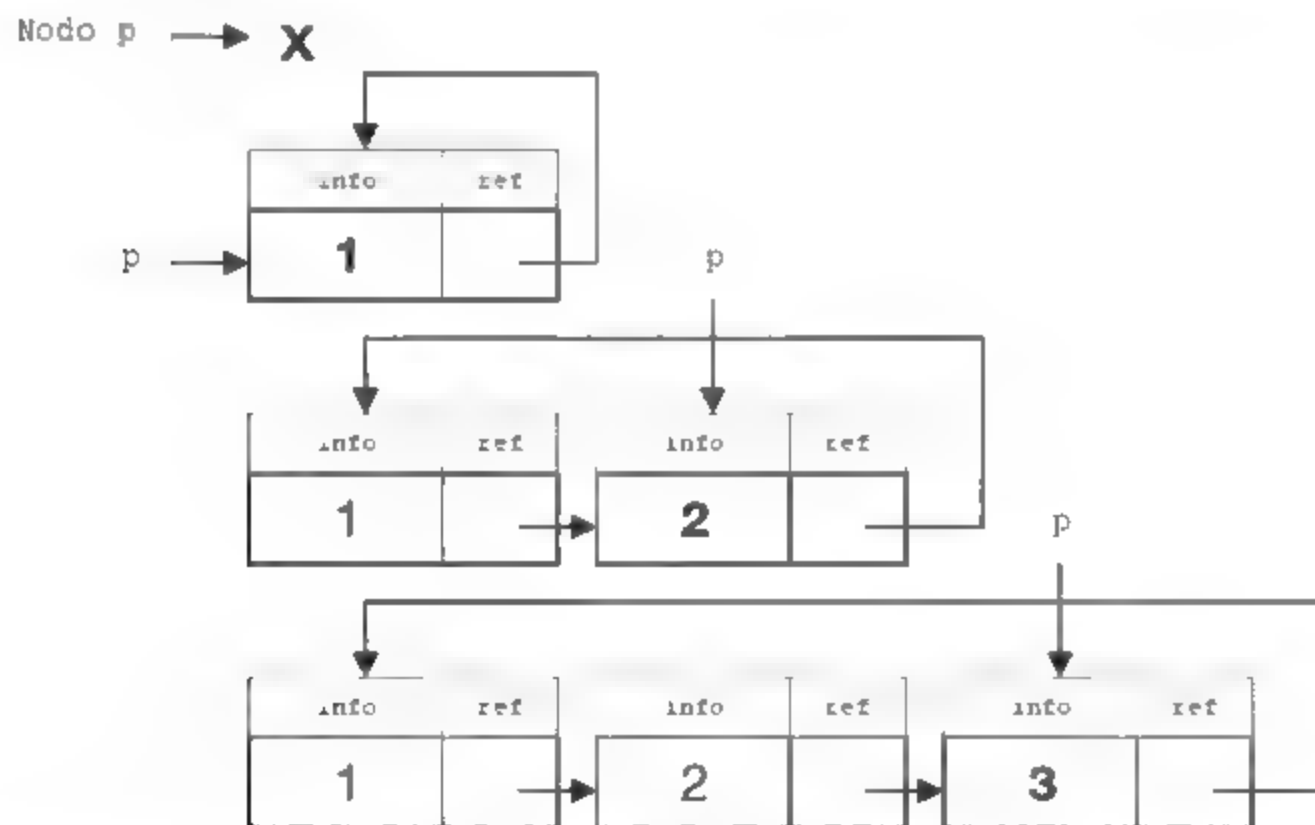 Nodo p X
info ref
p 1
p
info ref info ref
1 2
p
info ref info ref info ref
1 2 3